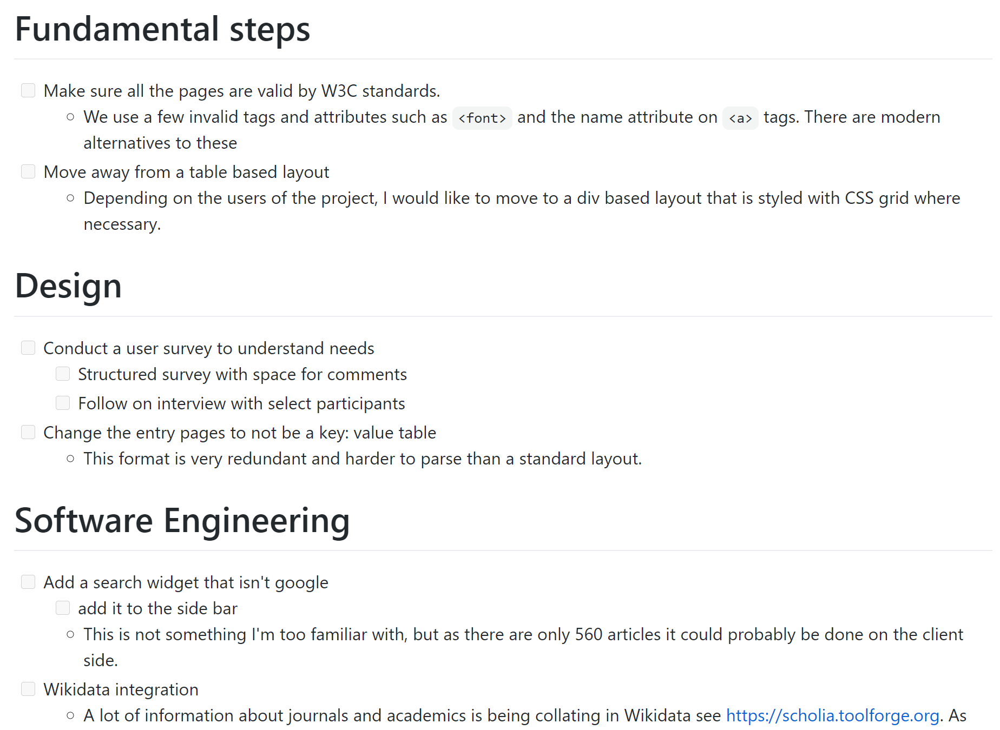 Fundamental steps
Make sure all the pages are valid by W3C standards.
We use a few invalid tags and attributes such as <font> and the name attribute on <a> tags. There are modern
alternatives to these
Move away from a table based layout
Depending on the users of the project, I would like to move to a div based layout that is styled with CSS grid where
necessary.
Design
Conduct a user survey to understand needs
Structured survey with space for comments
Follow on interview with select participants
Change the entry pages to not be a key: value table
This format is very redundant and harder to parse than a standard layout.
Software Engineering
Add a search widget that isn't google
add it to the side bar
This is not something I'm too familiar with, but as there are only 560 articles it could probably be done on the client
side.
Wikidata integration
A lot of information about journals and academics is being collating in Wikidata see https://scholia.toolforge.org. As